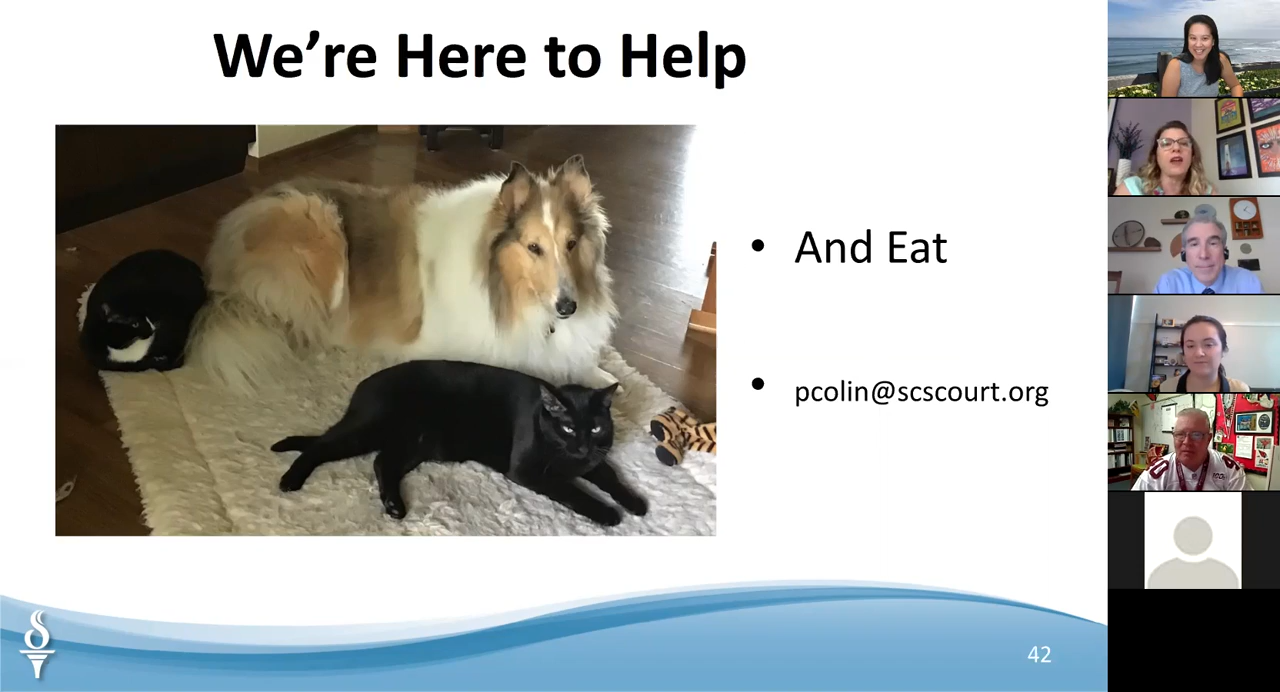 We’re Here to Help
• And Eat
• pcolin@scscourt.org
42